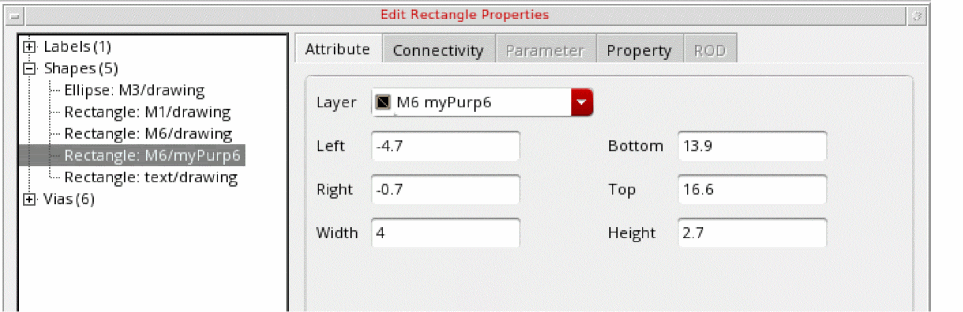 Edit Rectangle Properties
Labels (1)
Shapes (5)
Ellipse: M3/drawing
Rectangle: M1/drawing
Rectangle: M6/drawing
Rectangle: M6/myPurp6
Rectangle: text/drawing
Vias (6)
Attribute Connectivity Parameter Property ROD
Layer M6 myPurp6
Left -4.7 Bottom 13.9
Right -0.7 Top 16.6
Width 4 Height 2.7